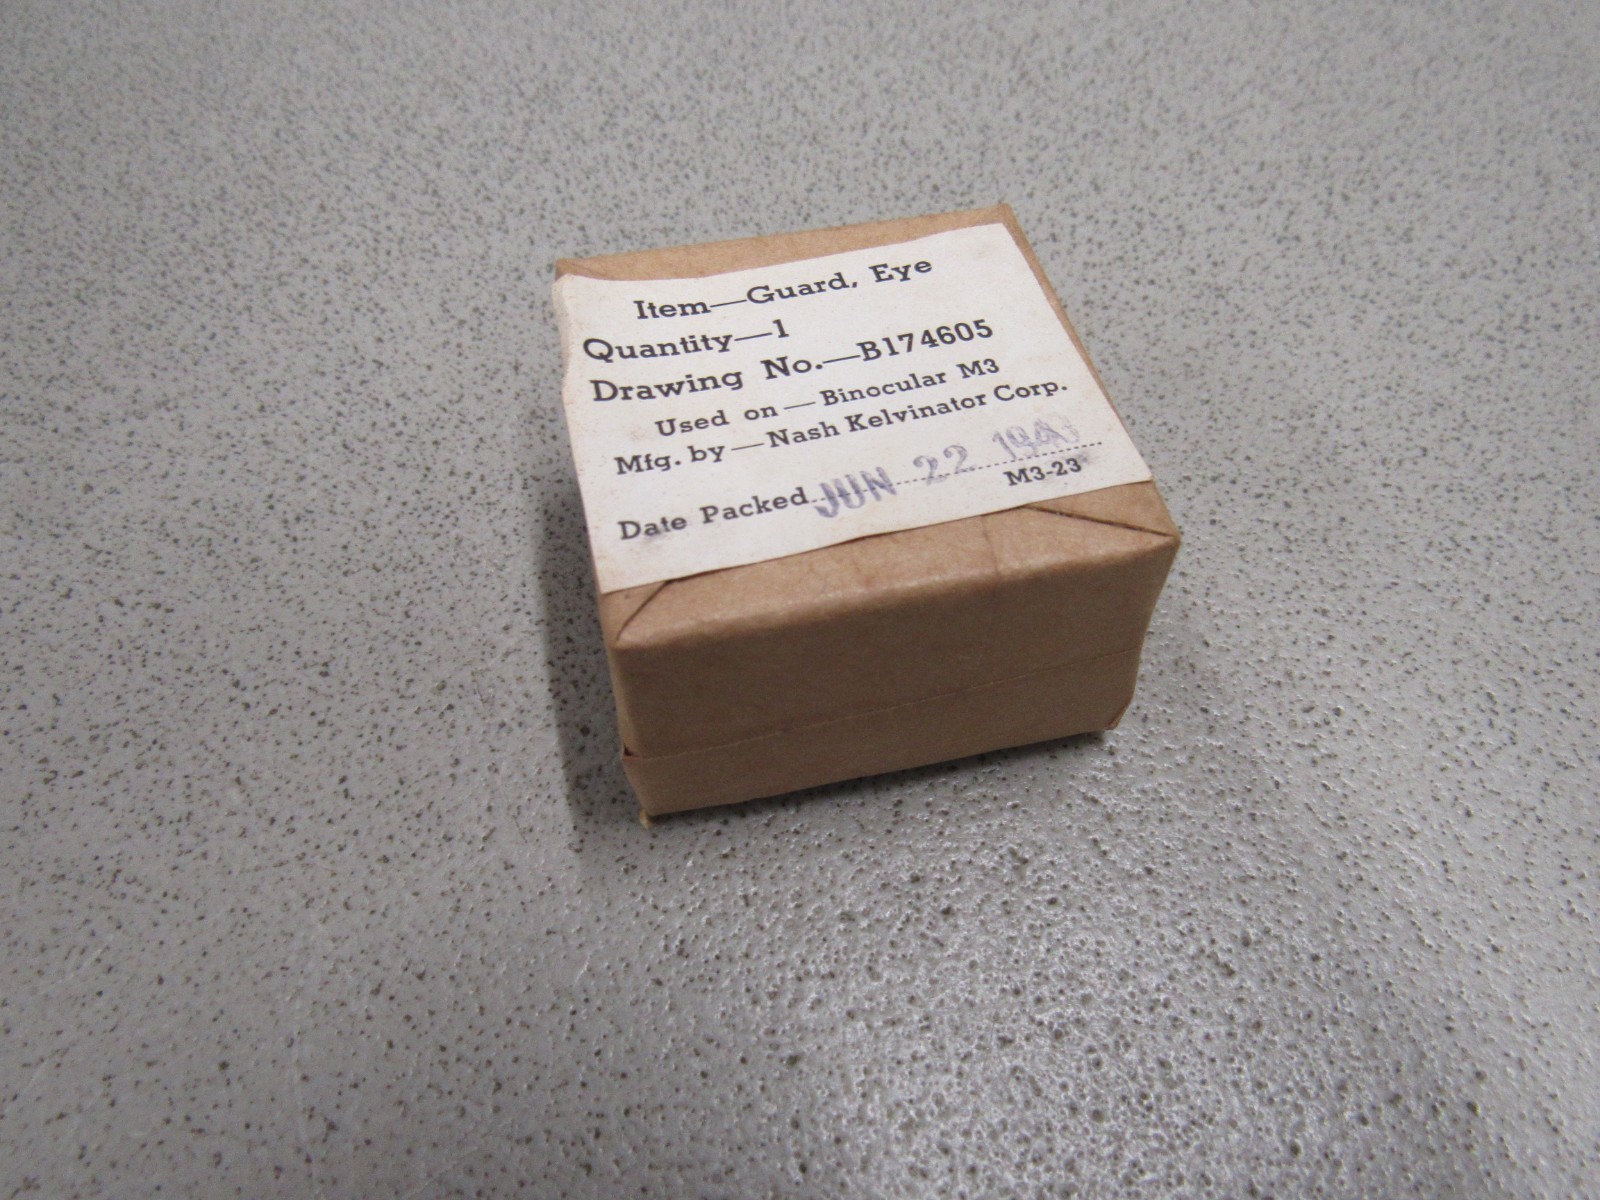 Item—Guard, Eye
Quantity—1
Drawing No.—B174605
Used on — Binocular M3
Mfg. by — Nash Kelvinator Corp.
Date Packed JUN 22 1943
M3-23